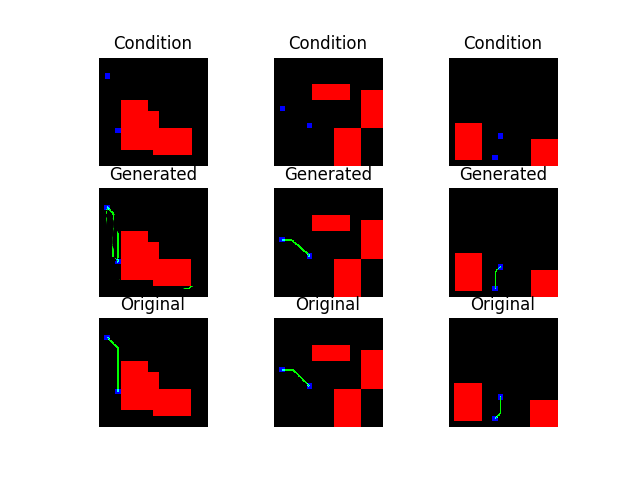 Condition Condition Condition
Generated Generated Generated
Original Original Original